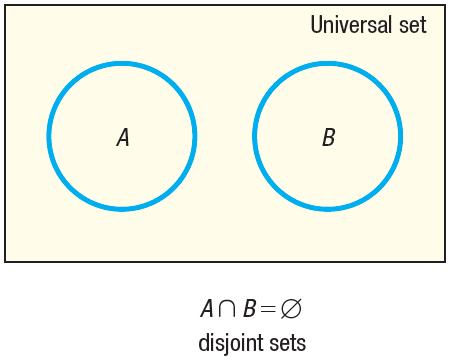 Universal set
A
B
A ∩ B = ∅
disjoint sets